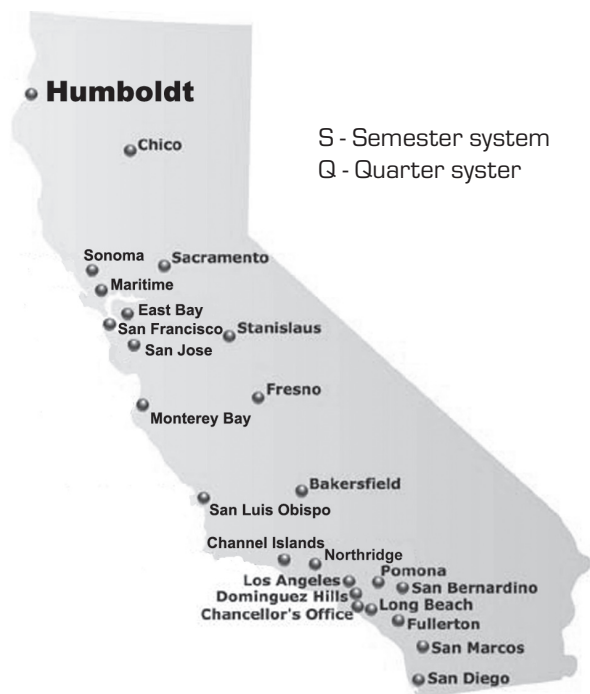 Humboldt
S - Semester system
Q - Quarter syster
Chico
Sonoma
Sacramento
Maritime
East Bay
San Francisco
Stanislaus
San Jose
Fresno
Monterey Bay
Bakersfield
San Luis Obispo
Channel Islands
Northridge
Los Angeles
Pomona
San Bernardino
Dominguez Hills
Chancellor's Office
Long Beach
Fullerton
San Marcos
San Diego